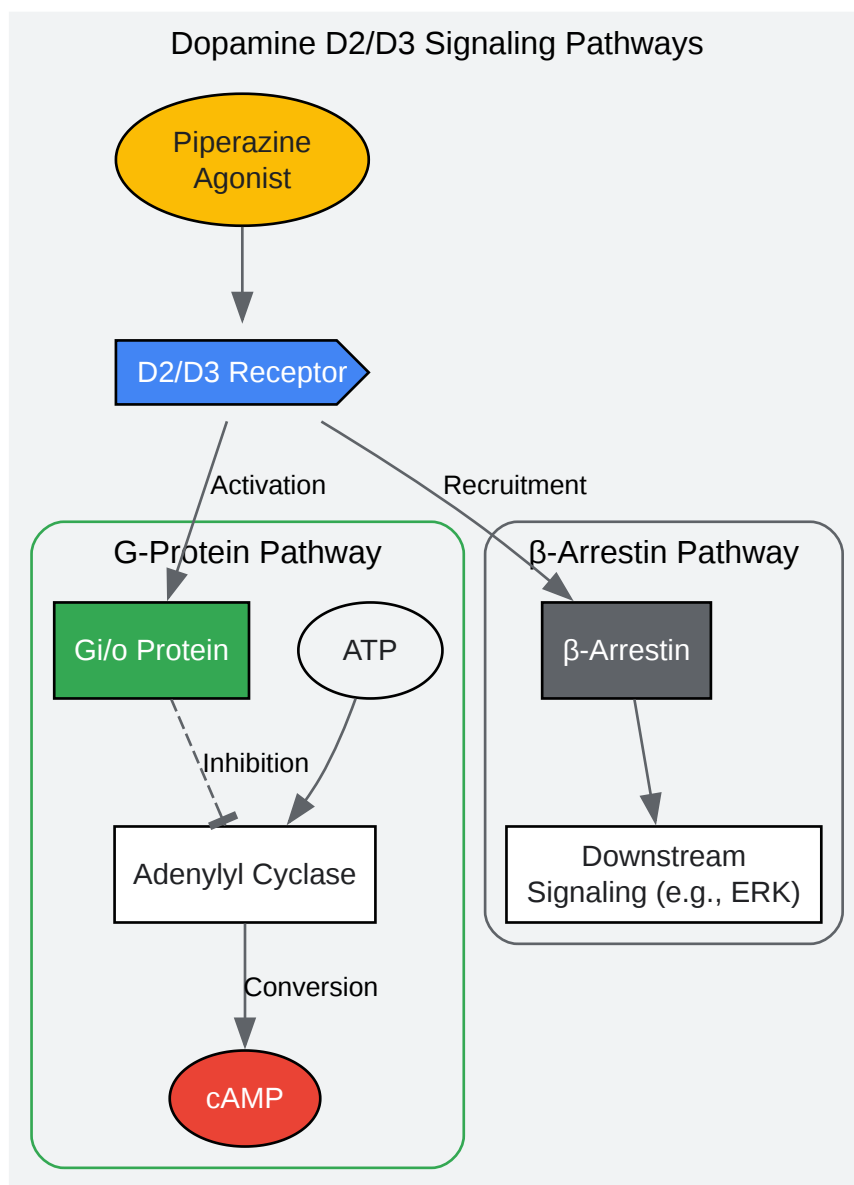 Dopamine D2/D3 Signaling Pathways
Piperazine
Agonist
D2/D3 Receptor
Activation
Recruitment
G-Protein Pathway
β-Arrestin Pathway
Gi/o Protein
ATP
β-Arrestin
Inhibition
Adenylyl Cyclase
Downstream
Signaling (e.g., ERK)
Conversion
cAMP